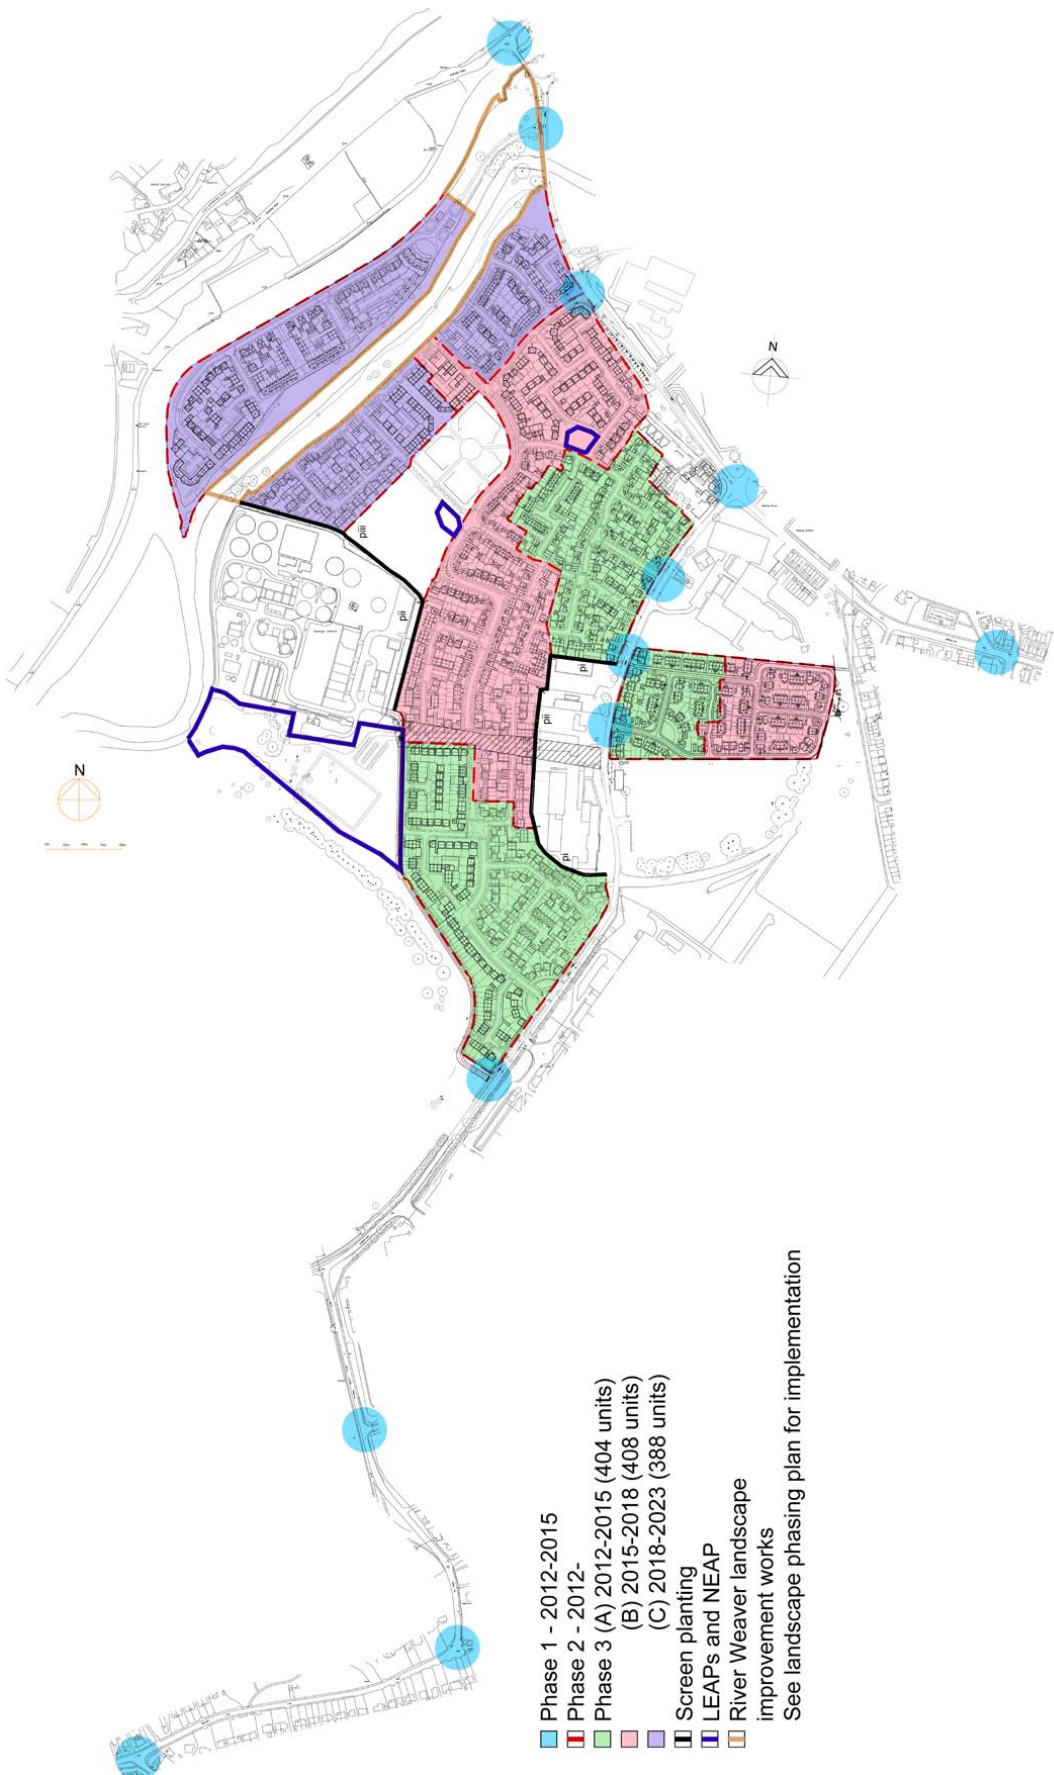 N
N
piii
pii
pi
pii
pi
Phase 1 - 2012-2015
Phase 2 - 2012-
Phase 3 (A) 2012-2015 (404 units)
(B) 2015-2018 (408 units)
(C) 2018-2023 (388 units)
Screen planting
LEAPs and NEAP
River Weaver landscape
improvement works
See landscape phasing plan for implementation